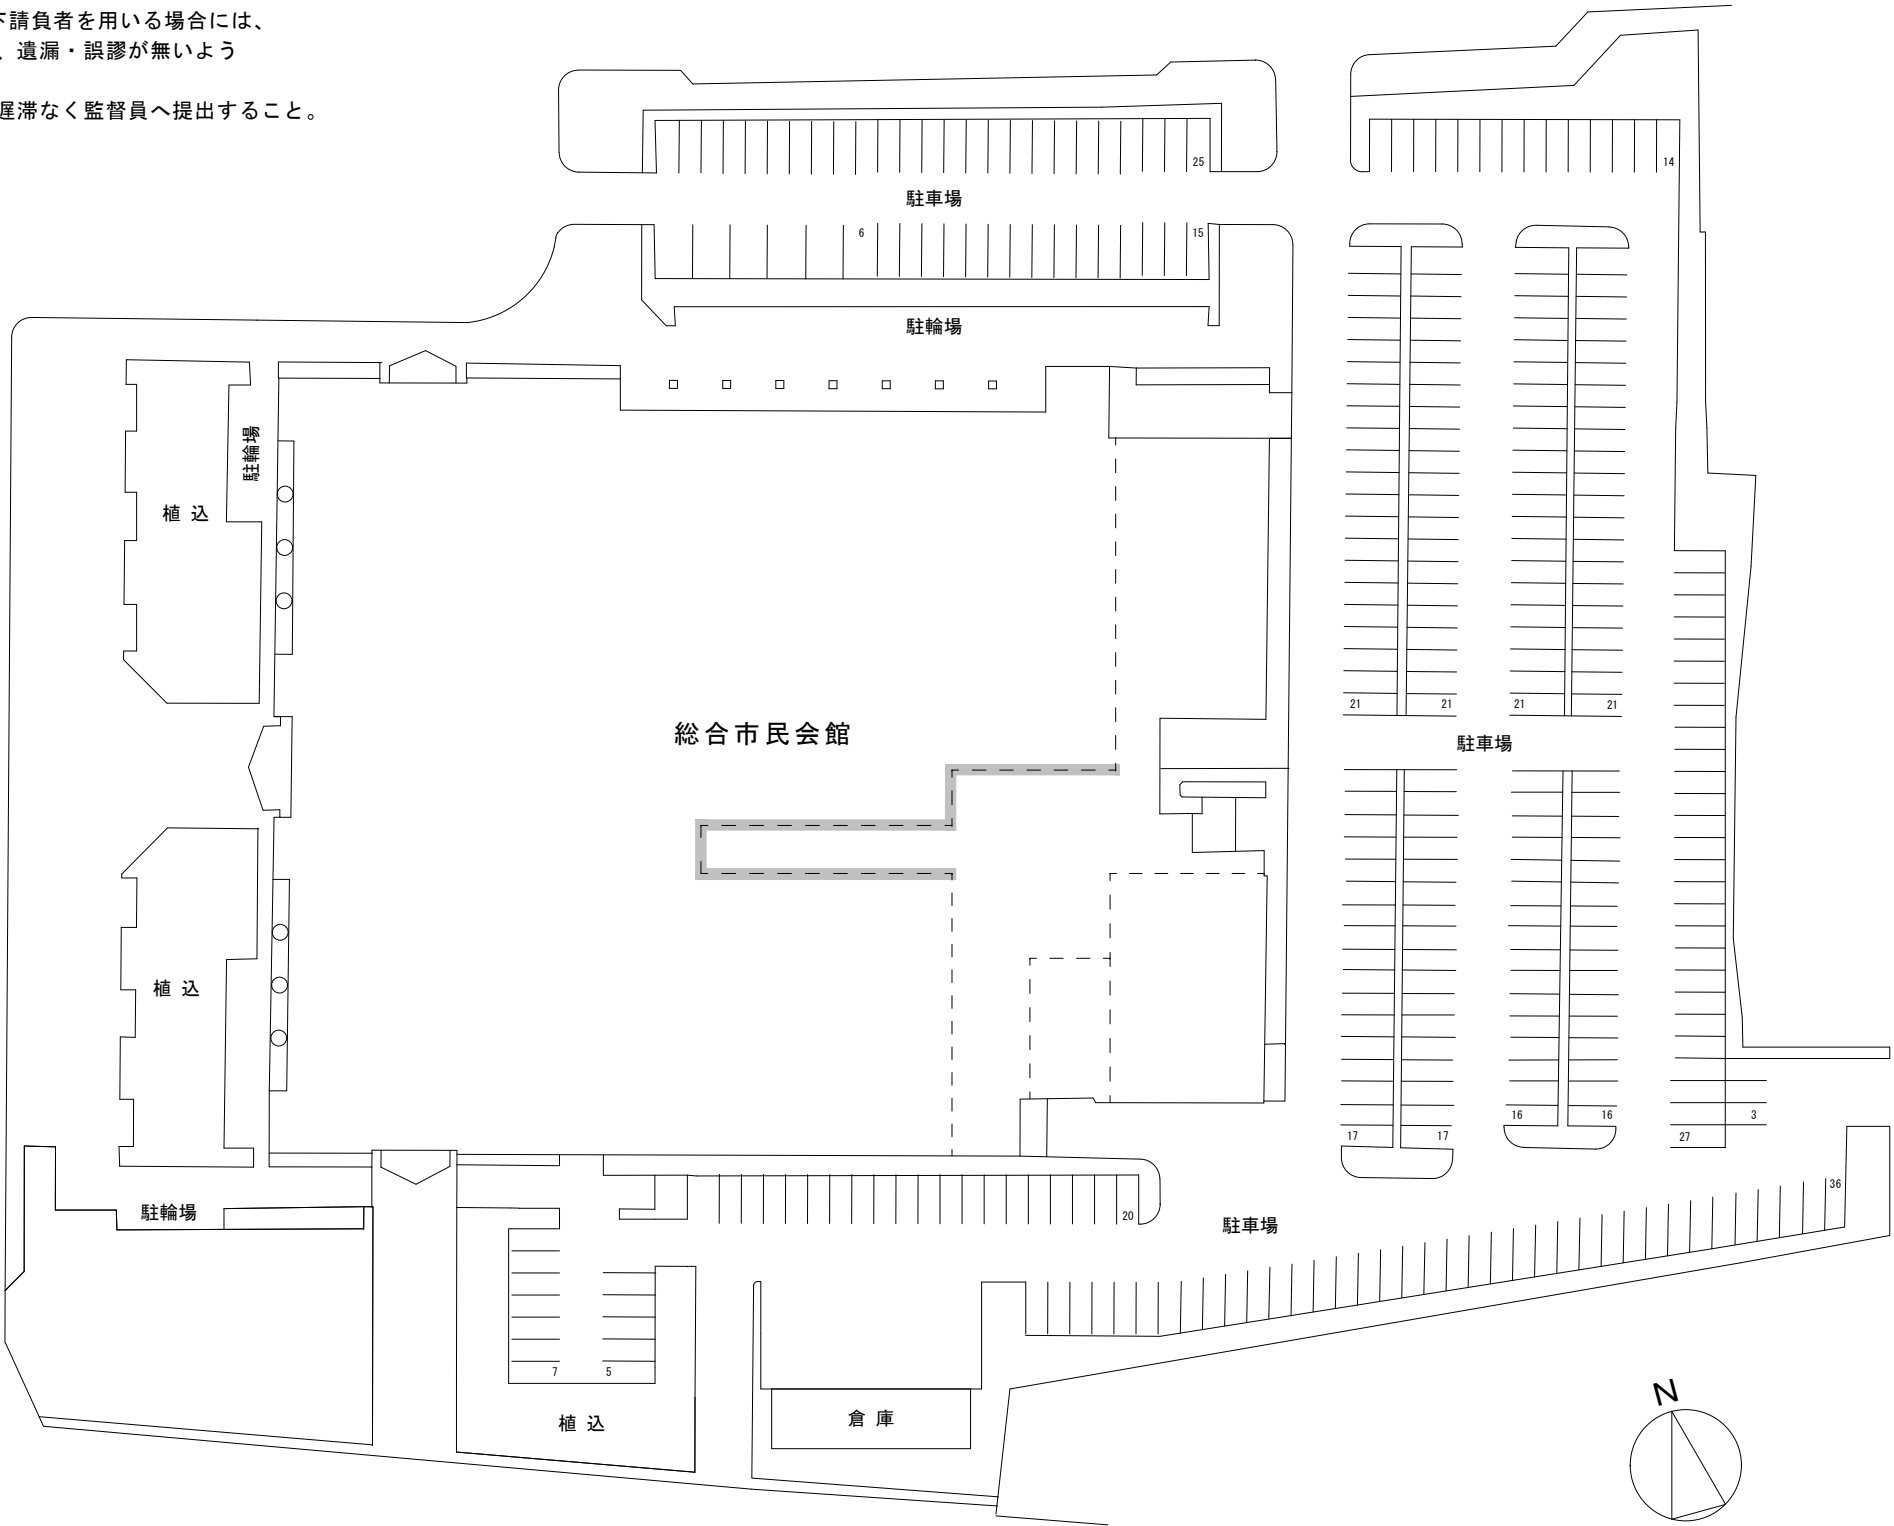 下請負者を用いる場合には、
、遺漏・誤謬が無いよう
遅滞なく監督員へ提出すること。
25
14
駐車場
6
15
駐輪場
駐輪場
植込
総合市民会館
21
21
21
21
駐車場
植込
16
16
3
17
17
27
駐輪場
20
駐車場
36
7
5
植込
倉庫
N